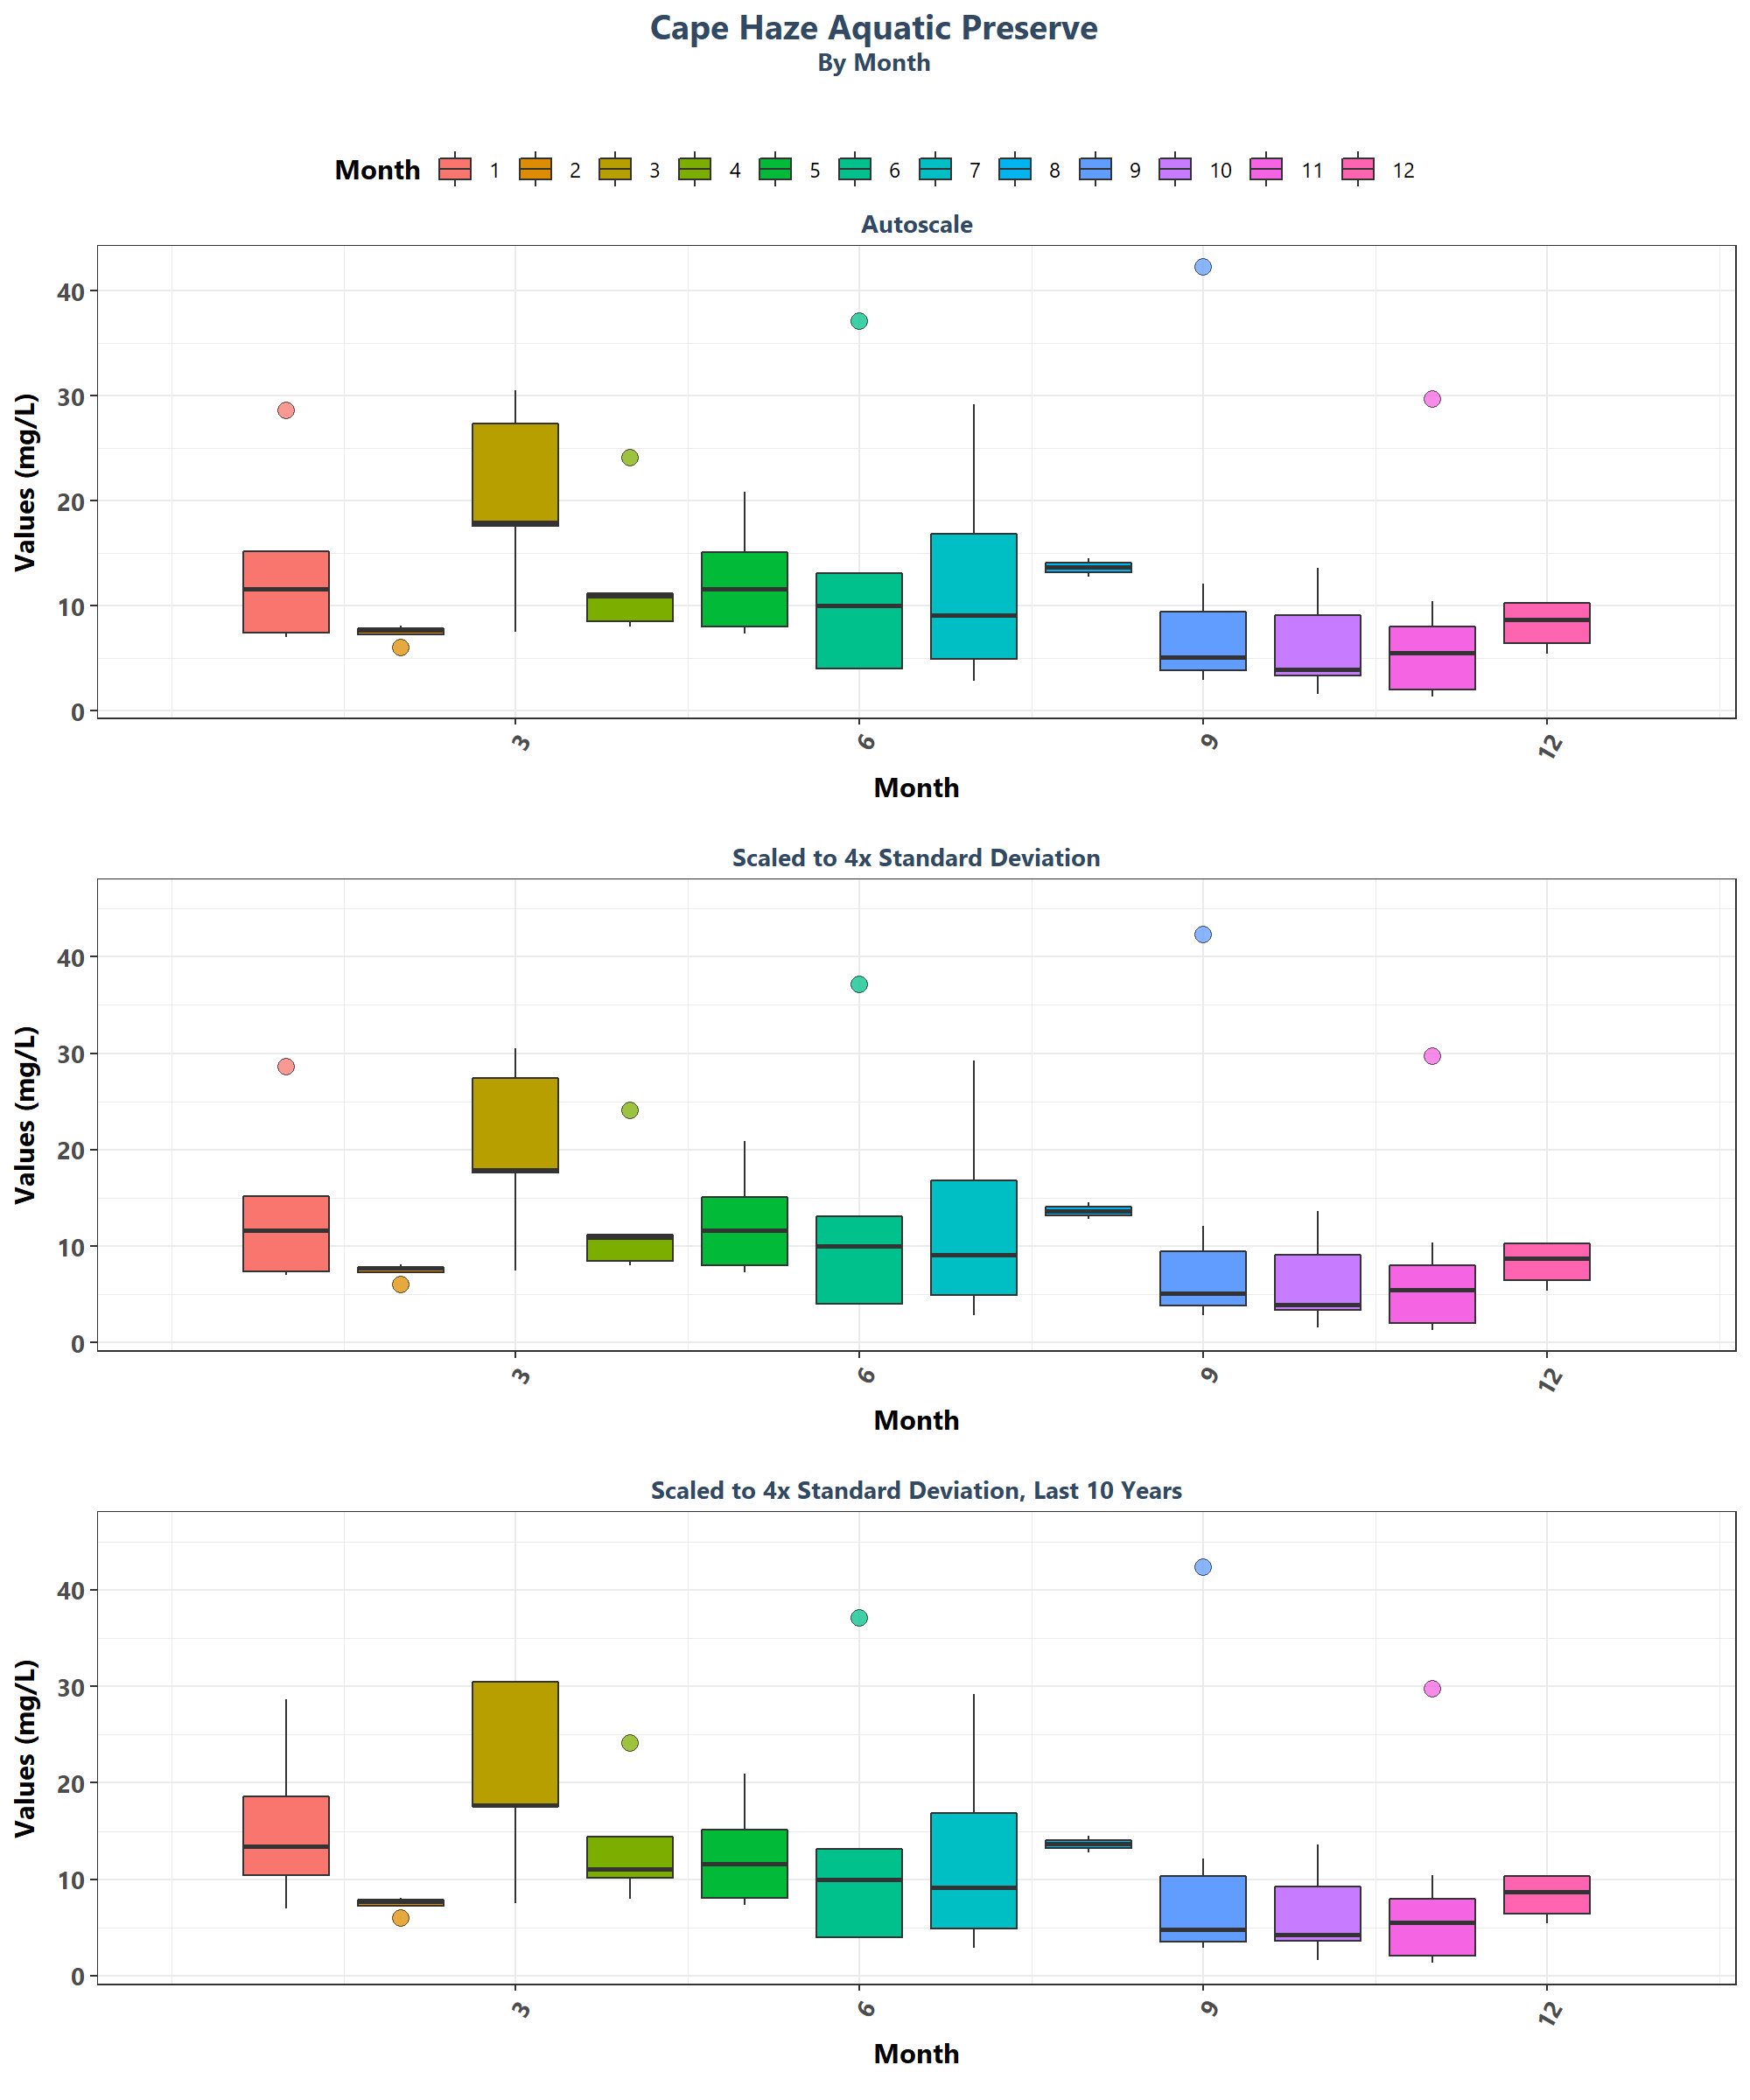 Cape Haze Aquatic Preserve
By Month
Month 1 2 3 4 5 6 7 8 9 10 11 12
Autoscale
Values (mg/L)
40
30
20
10
0
3 6 9 12
Month
Scaled to 4x Standard Deviation
Values (mg/L)
40
30
20
10
0
3 6 9 12
Month
Scaled to 4x Standard Deviation, Last 10 Years
Values (mg/L)
40
30
20
10
0
3 6 9 12
Month